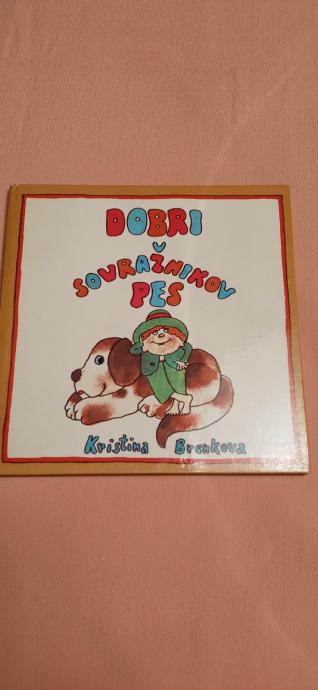 DOBRI
SOVRAŽNIKOV
PES
Kristina Brenkova